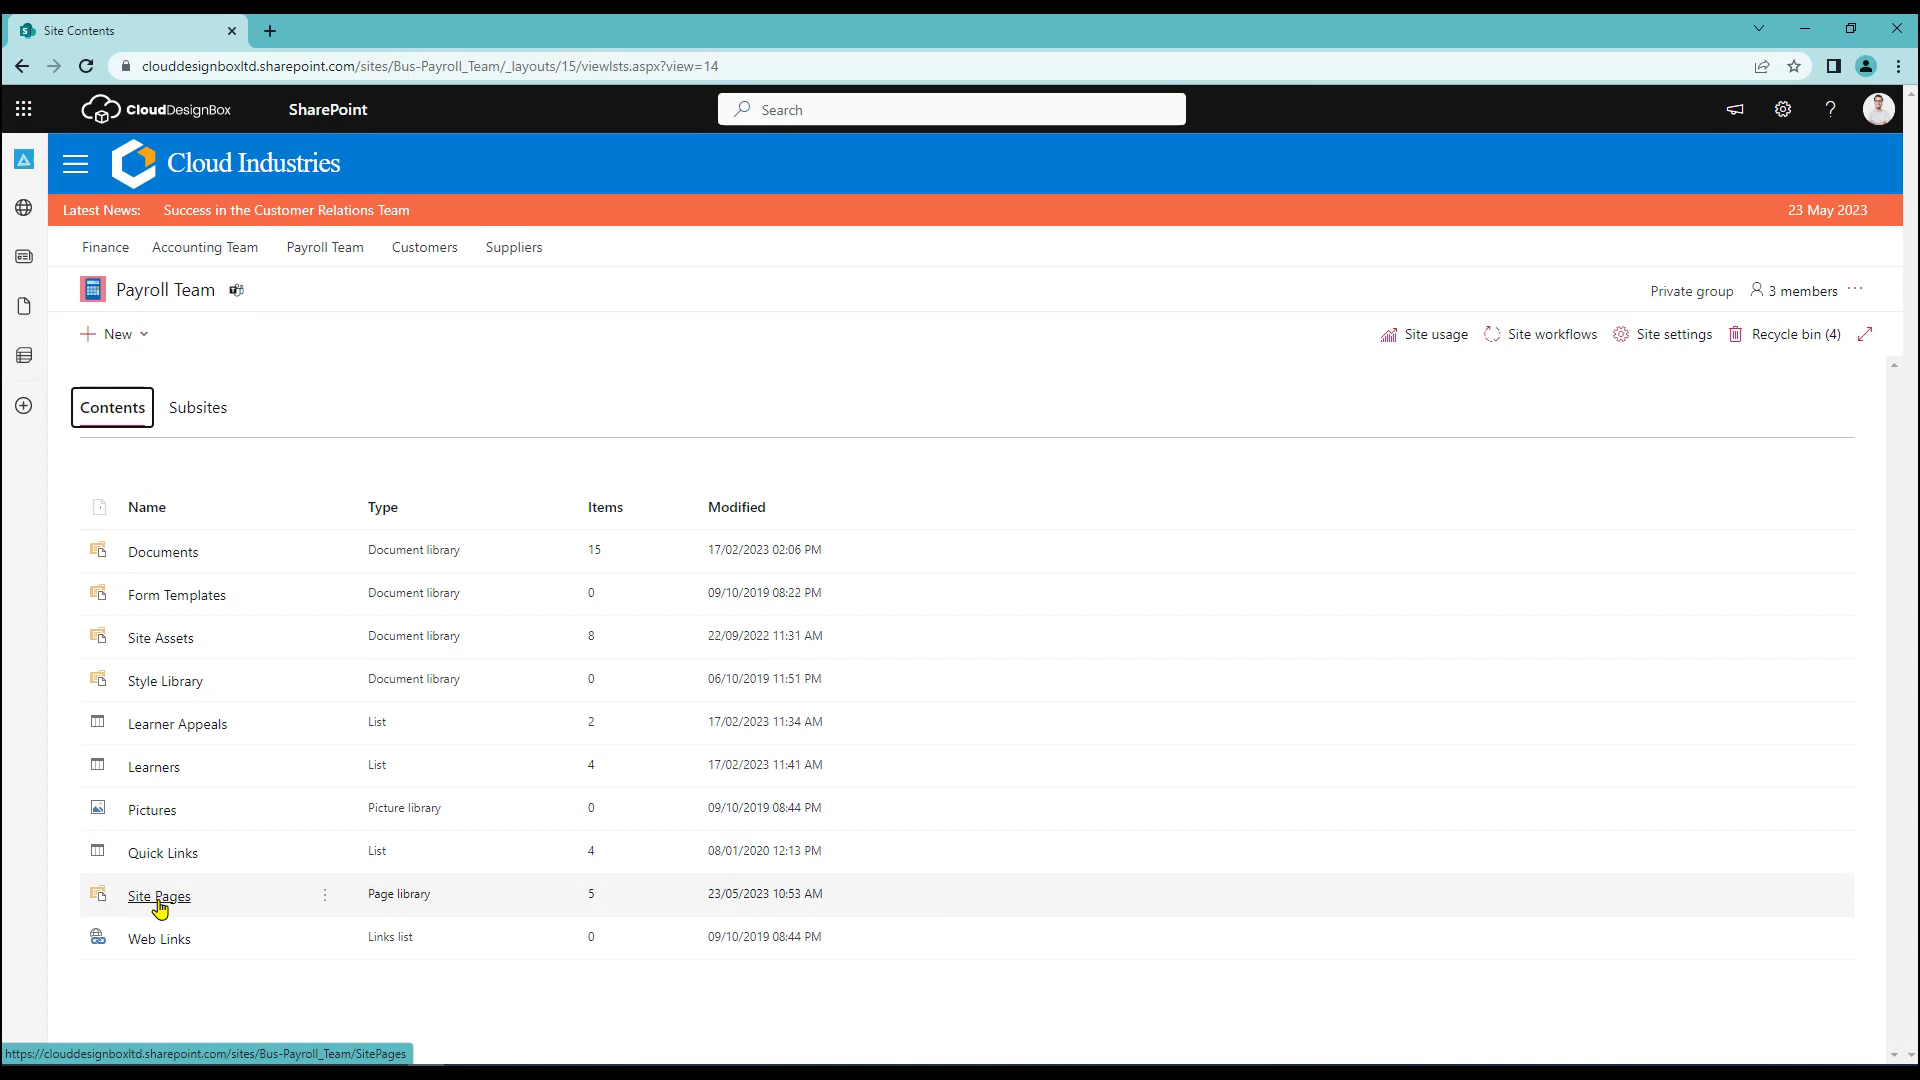 Site Contents
clouddesignboxltd.sharepoint.com/sites/Bus-Payroll_Team/_layouts/15/viewlsts.aspx?view=14
CloudDesignBox SharePoint Search
Cloud Industries
Latest News: Success in the Customer Relations Team 23 May 2023
Finance Accounting Team Payroll Team Customers Suppliers
Payroll Team Private group 3 members
New Site usage Site workflows Site settings Recycle bin (4)
Contents Subsites
Name Type Items Modified
Documents Document library 15 17/02/2023 02:06 PM
Form Templates Document library 0 09/10/2019 08:22 PM
Site Assets Document library 8 22/09/2022 11:31 AM
Style Library Document library 0 06/10/2019 11:51 PM
Learner Appeals List 2 17/02/2023 11:34 AM
Learners List 4 17/02/2023 11:41 AM
Pictures Picture library 0 09/10/2019 08:44 PM
Quick Links List 4 08/01/2020 12:13 PM
Site Pages Page library 5 23/05/2023 10:53 AM
Web Links Links list 0 09/10/2019 08:44 PM
https://clouddesignboxltd.sharepoint.com/sites/Bus-Payroll_Team/SitePages